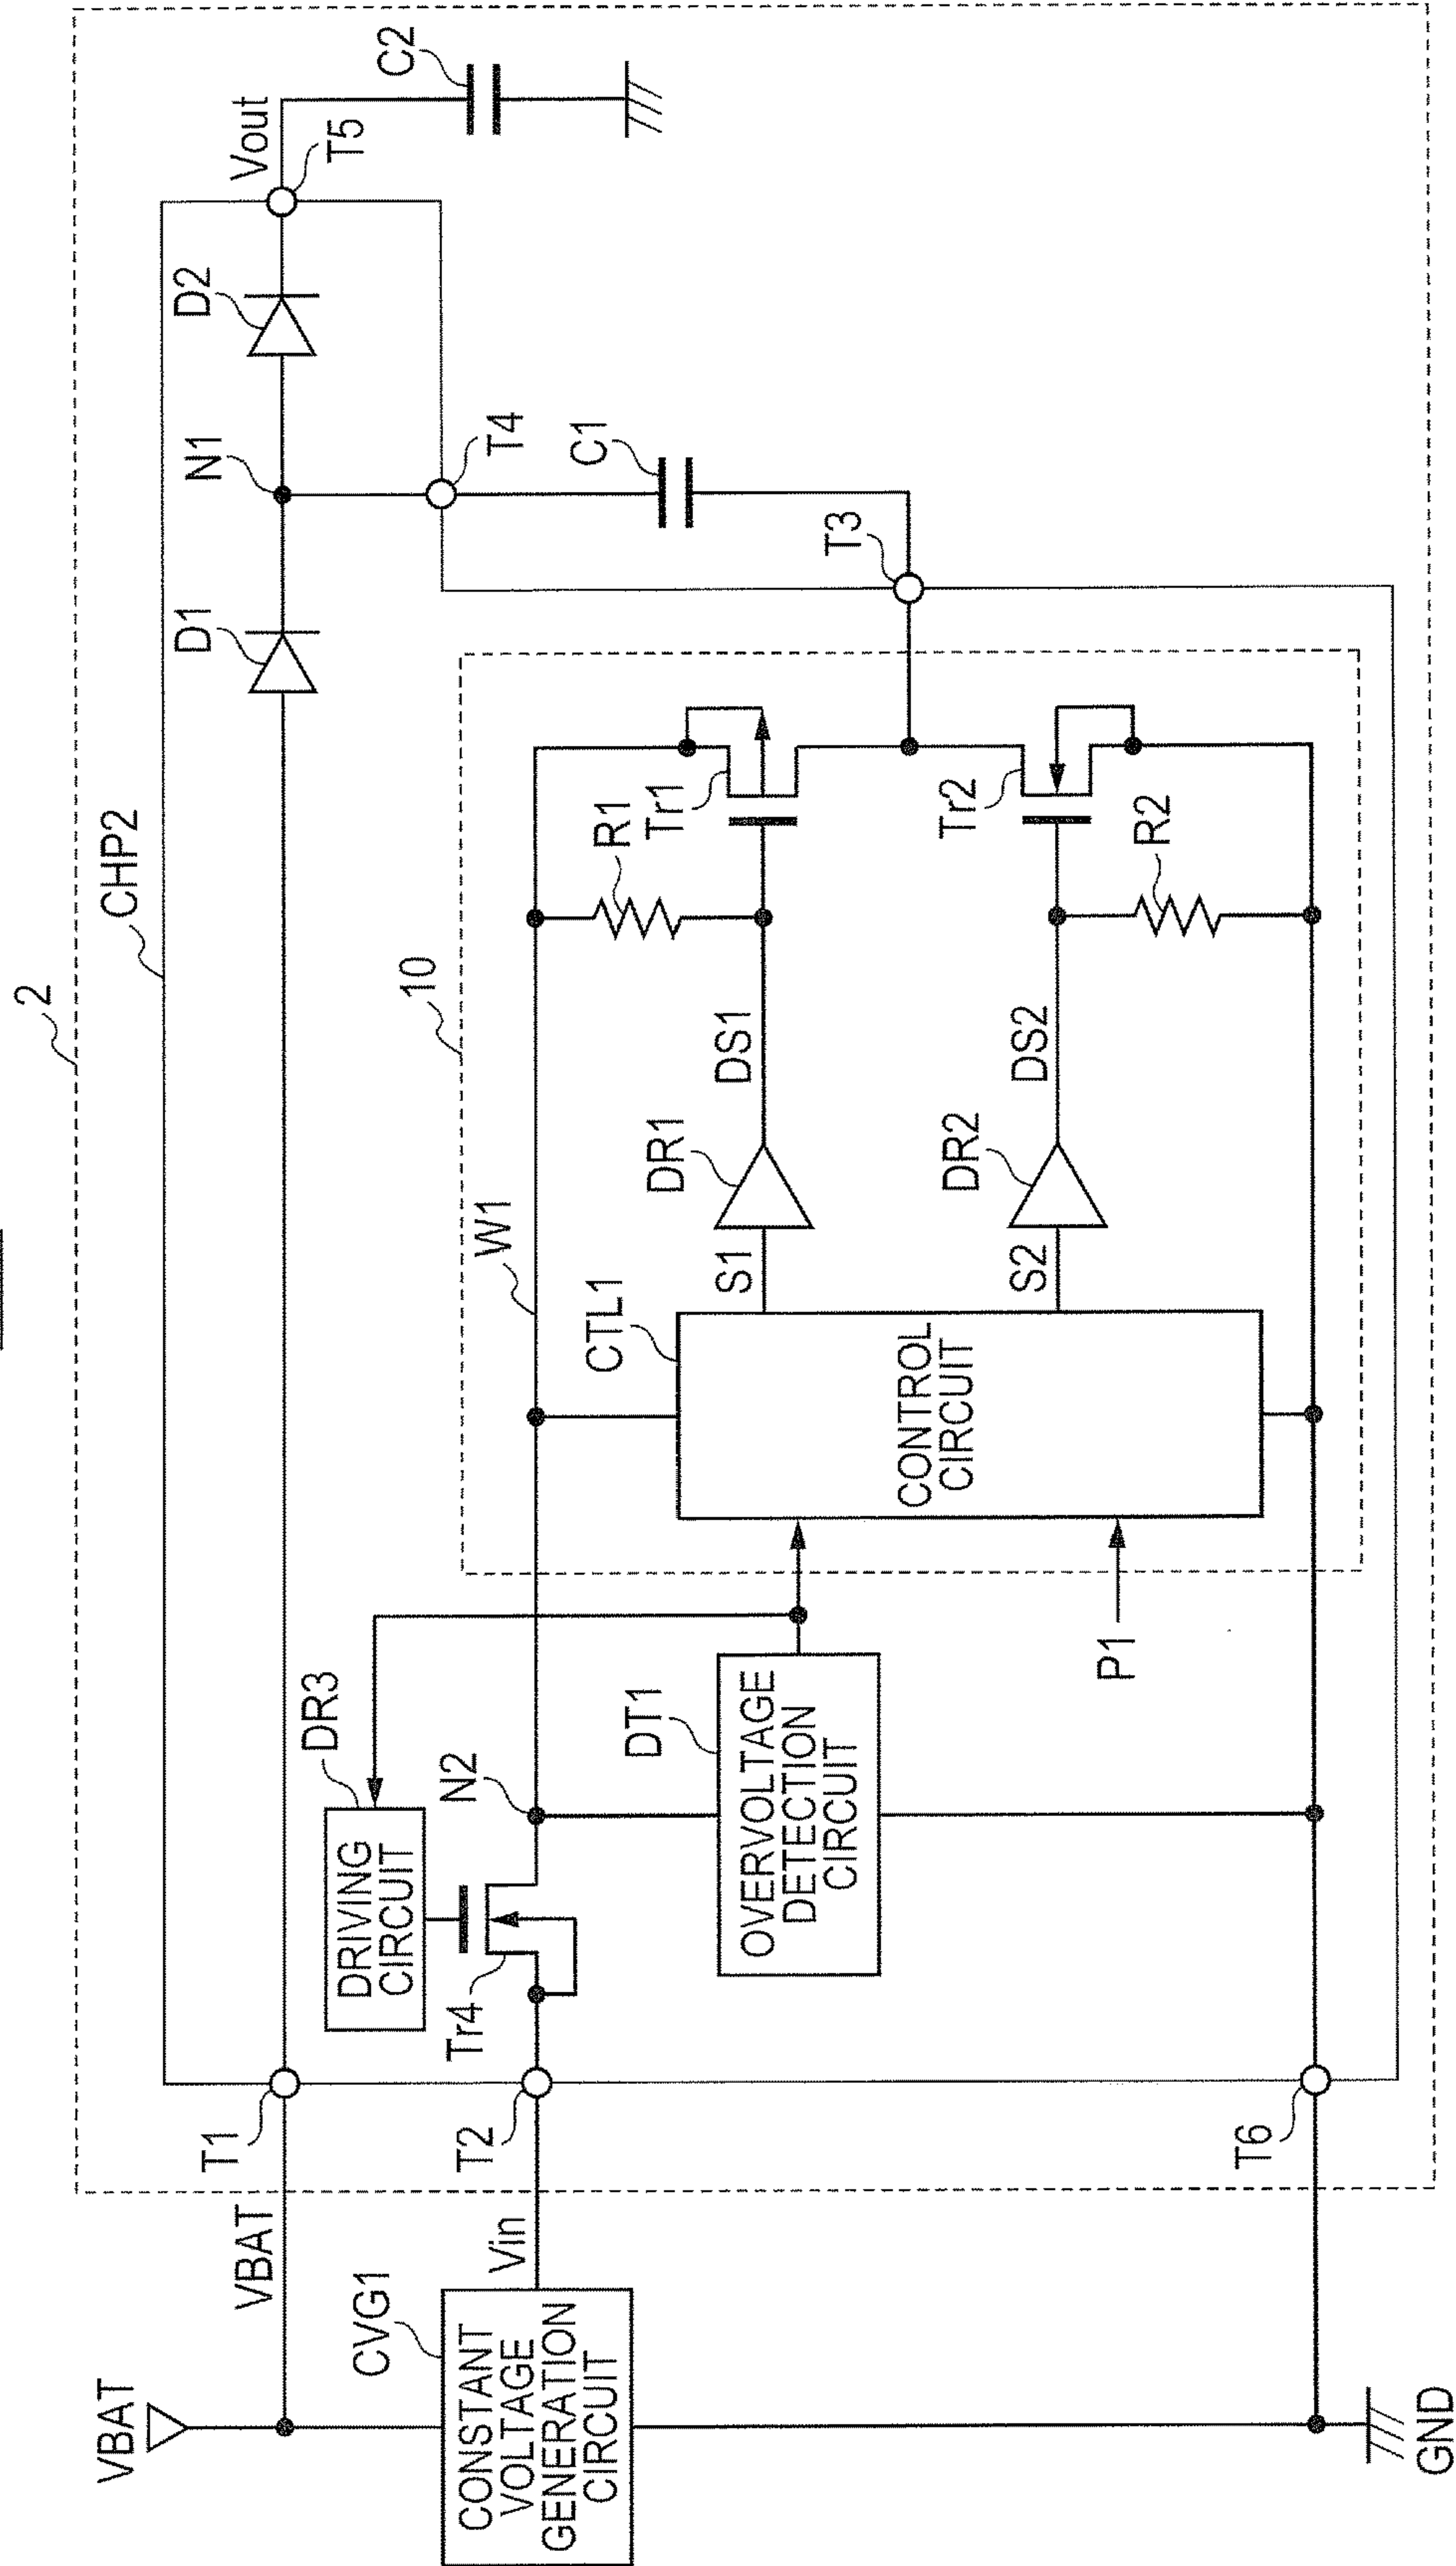 2
CHP2
VBAT
VBAT
T1
D1
N1
D2
Vout
T5
C2
T4
C1
T3
CVG1
CONSTANT
VOLTAGE
GENERATION
CIRCUIT
Vin
T2
DR3
DRIVING
CIRCUIT
Tr4
N2
W1
10
DT1
OVERVOLTAGE
DETECTION
CIRCUIT
CTL1
CONTROL
CIRCUIT
P1
S1
DR1
DS1
R1
Tr1
S2
DR2
DS2
Tr2
R2
T6
GND